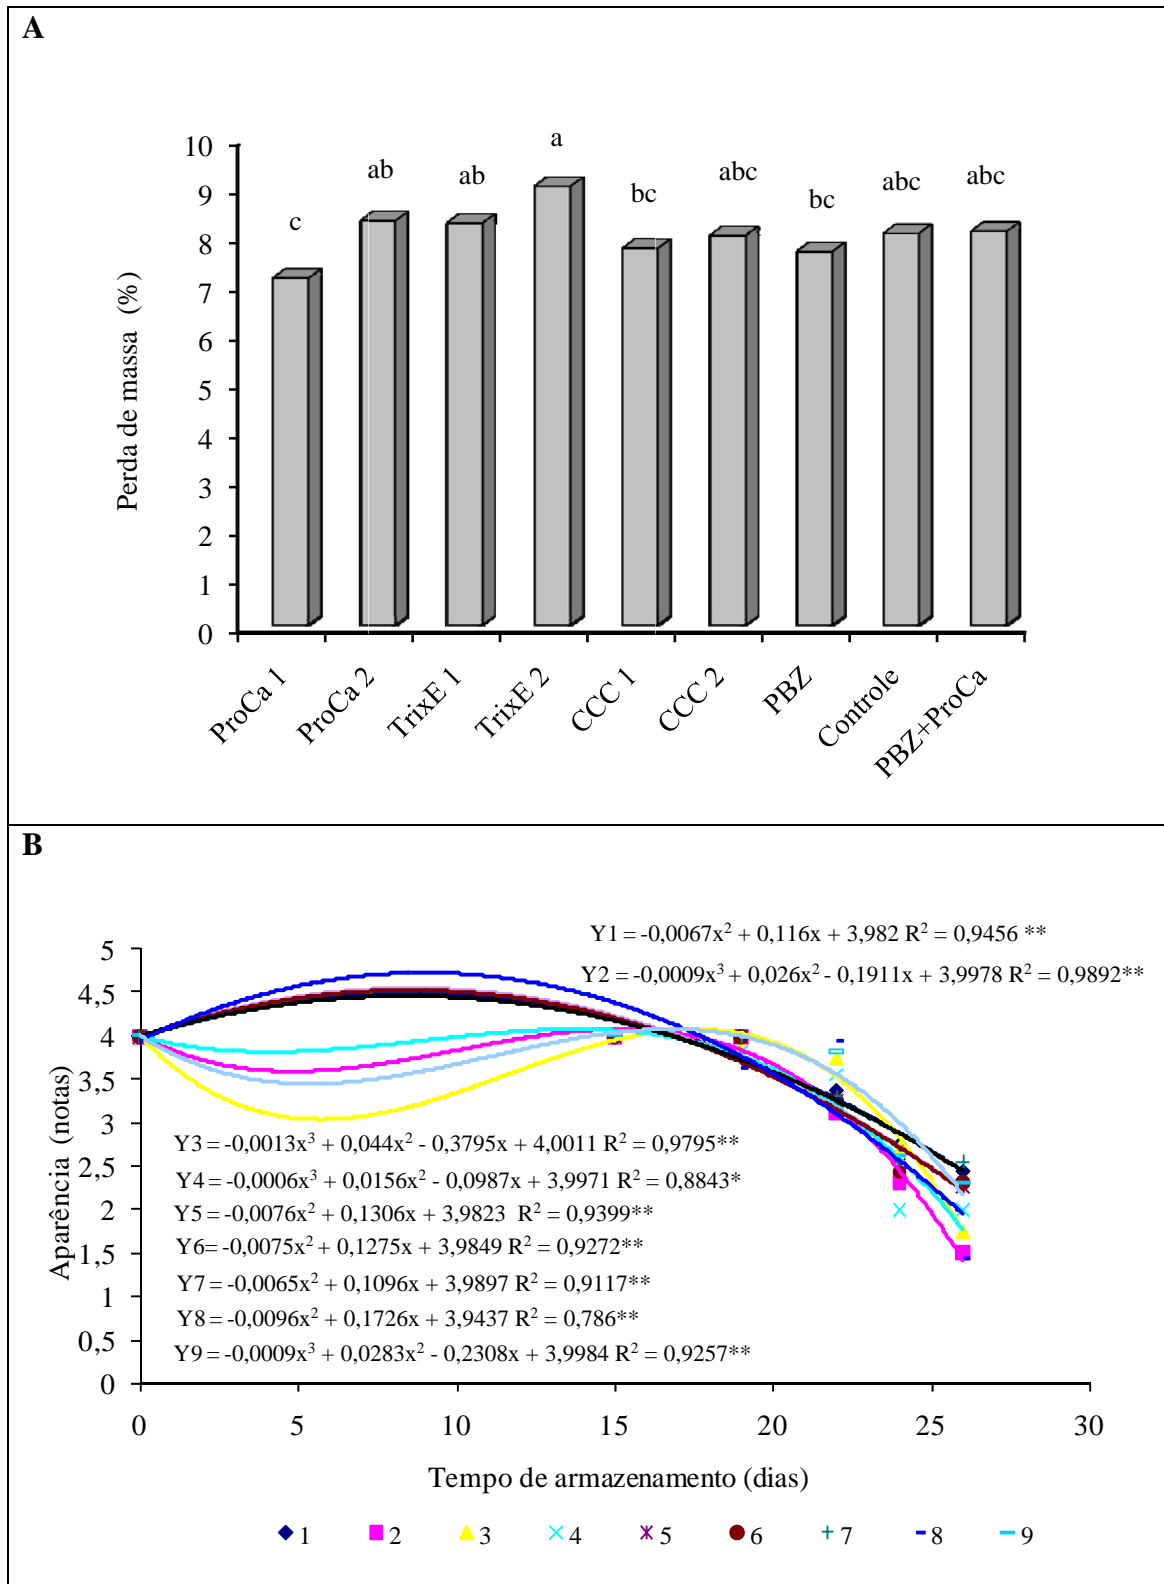 A
Perda de massa (%)
10
9
8
7
6
5
4
3
2
1
0
c
ab
ab
a
bc
abc
bc
abc
abc
ProCa 1
ProCa 2
TrixE 1
TrixE 2
CCC 1
CCC 2
PBZ
Controle
PBZ+ProCa
B
Aparência (notas)
5
4,5
4
3,5
3
2,5
2
1,5
1
0,5
0
Y1 = -0,0067x² + 0,116x + 3,982 R² = 0,9456 **
Y2 = -0,0009x³ + 0,026x² - 0,1911x + 3,9978 R² = 0,9892**
Y3 = -0,0013x³ + 0,044x² - 0,3795x + 4,0011 R² = 0,9795**
Y4 = -0,0006x³ + 0,0156x² - 0,0987x + 3,9971 R² = 0,8843*
Y5 = -0,0076x² + 0,1306x + 3,9823 R² = 0,9399**
Y6= -0,0075x² + 0,1275x + 3,9849 R² = 0,9272**
Y7 = -0,0065x² + 0,1096x + 3,9897 R² = 0,9117**
Y8 = -0,0096x² + 0,1726x + 3,9437 R² = 0,786**
Y9 = -0,0009x³ + 0,0283x² - 0,2308x + 3,9984 R² = 0,9257**
0 5 10 15 20 25 30
Tempo de armazenamento (dias)
1 2 3 4 5 6 7 8 9